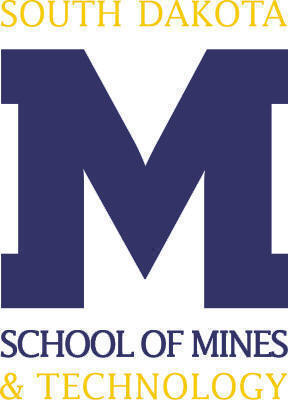 SOUTH DAKOTA
M
SCHOOL OF MINES
& TECHNOLOGY